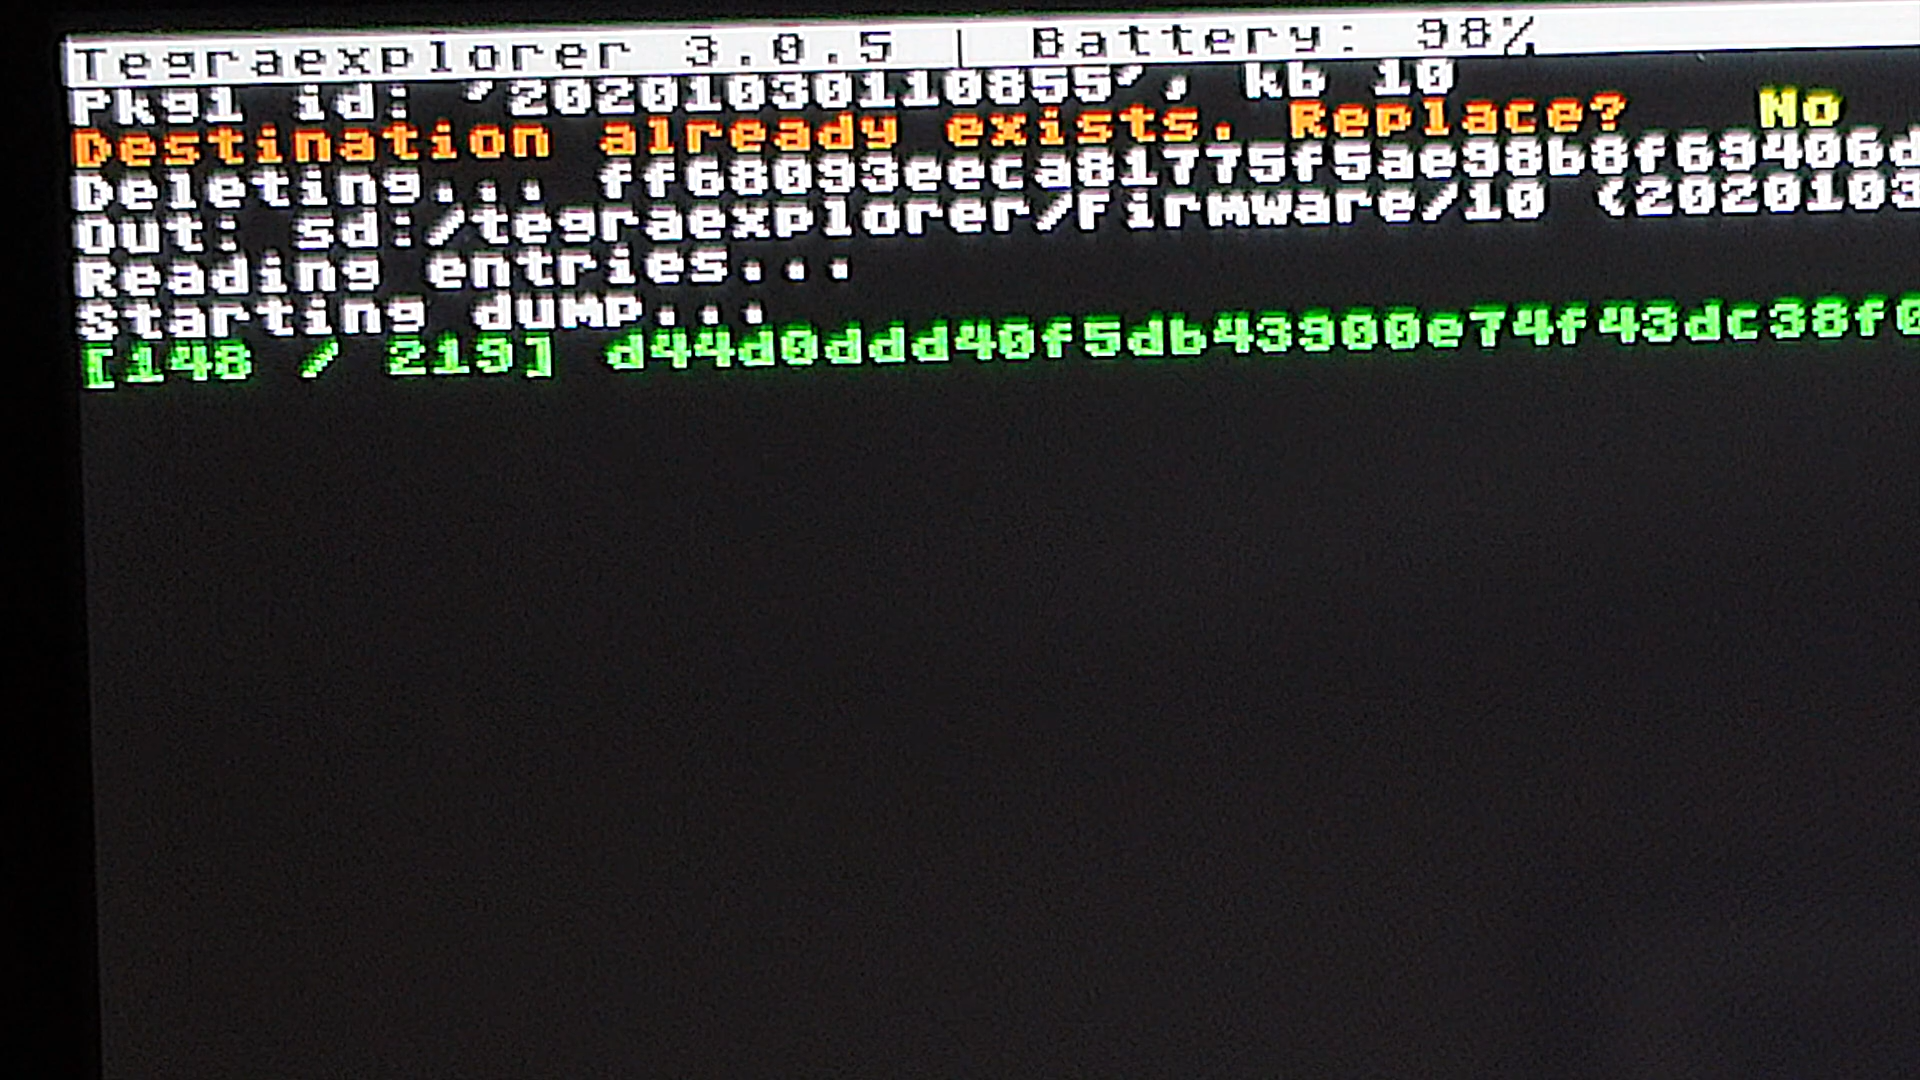 Tegraexplorer 3.0.5 | Battery: 98%
Pkg1 id: '20201030110855', kb 10
Destination already exists. Replace? No
Deleting... ff68093eeca81775f5ae98b8f69406d
Out: sd:/tegraexplorer/Firmware/10 (2020103
Reading entries...
Starting dump...
[148 / 219] d44d0ddd40f5db43900e74f43dc38f0